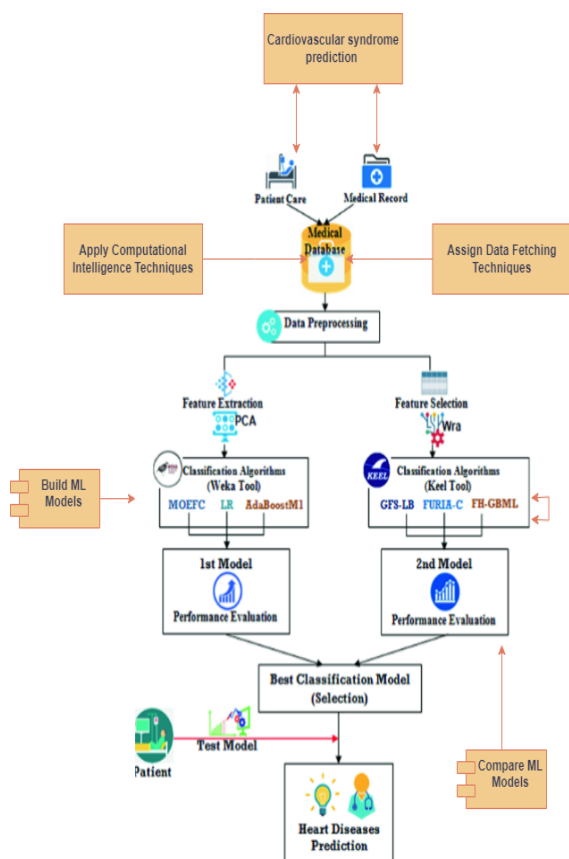 Cardiovascular syndrome
prediction
Patient Care
Medical Record
Apply Computational
Intelligence Techniques
Medical
Database
Assign Data Fetching
Techniques
Data Preprocessing
Feature Extraction
PCA
Feature Selection
Wra
Build ML
Models
Classification Algorithms
(Weka Tool)
MOEFC LR AdaBoostM1
KEEL
Classification Algorithms
(Keel Tool)
GFS-LB FURIA-C FH-GBML
1st Model
Performance Evaluation
2nd Model
Performance Evaluation
Best Classification Model
(Selection)
Patient
Test Model
Compare ML
Models
Heart Diseases
Prediction